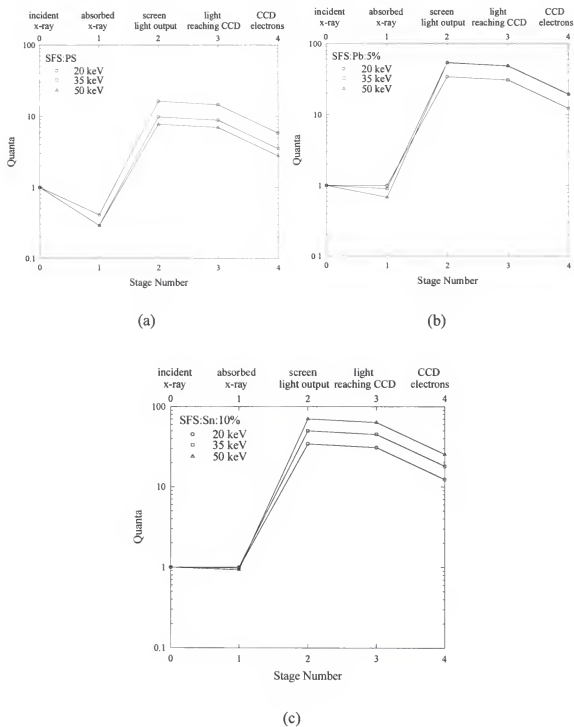 incident x-ray absorbed x-ray screen light output light reaching CCD CCD electrons
0 1 2 3 4
100
10
1
0.1
Quanta
SFS:PS
20 keV
35 keV
50 keV
0 1 2 3 4
Stage Number
(a)
incident x-ray absorbed x-ray screen light output light reaching CCD CCD electrons
0 1 2 3 4
100
10
1
0.1
Quanta
SFS:Pb:5%
20 keV
35 keV
50 keV
0 1 2 3 4
Stage Number
(b)
incident x-ray absorbed x-ray screen light output light reaching CCD CCD electrons
0 1 2 3 4
100
10
1
0.1
Quanta
SFS:Sn:10%
20 keV
35 keV
50 keV
0 1 2 3 4
Stage Number
(c)